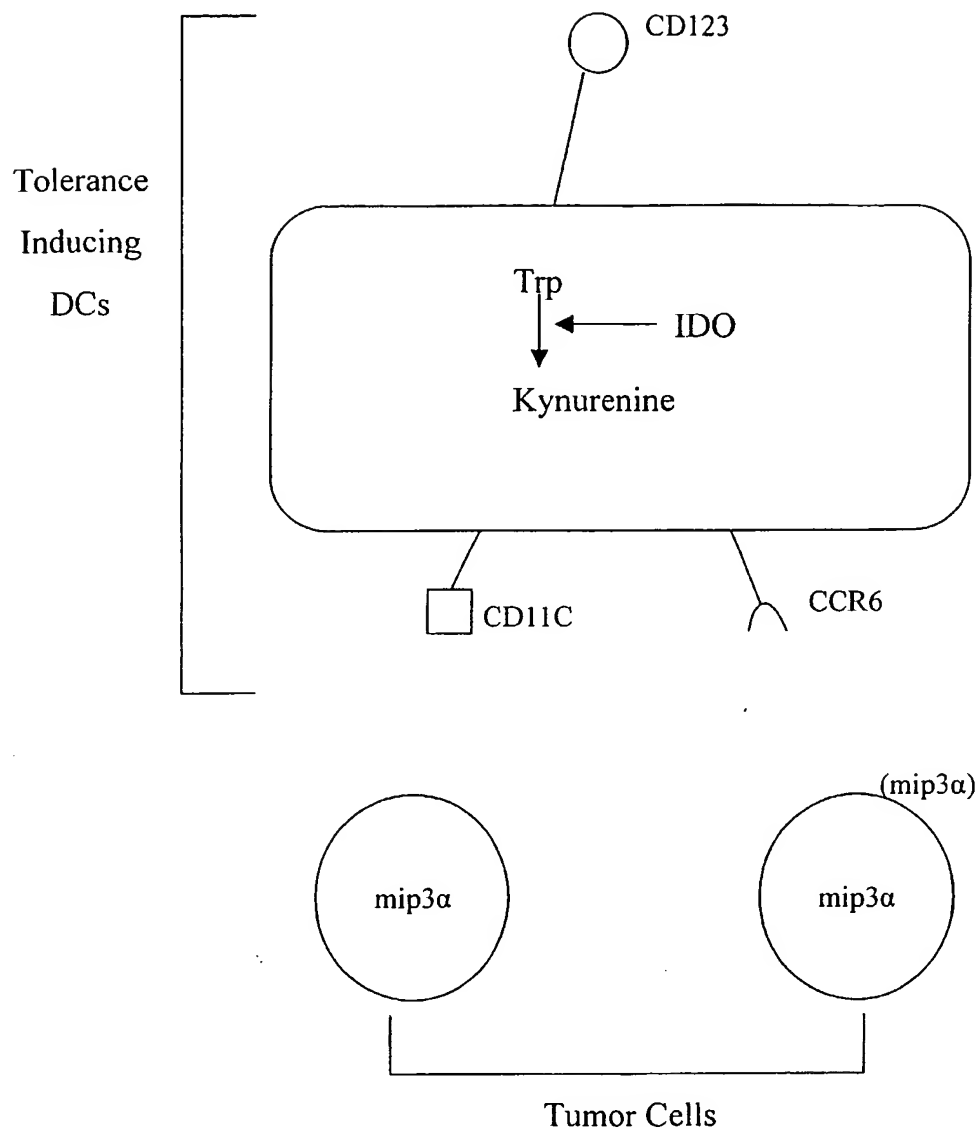 CD123
Tolerance
Inducing
DCs
Trp
IDO
Kynurenine
CD11C
CCR6
(mip3α)
mip3α
mip3α
Tumor Cells